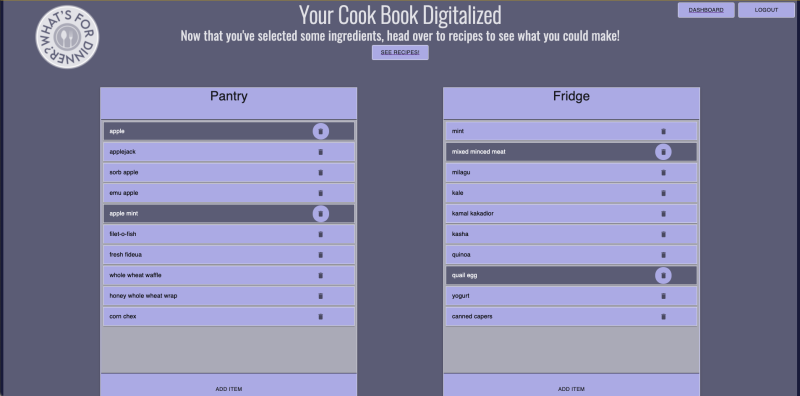 WHAT'S FOR DINNER?
Your Cook Book Digitalized
Now that you've selected some ingredients, head over to recipes to see what you could make!
SEE RECIPES!
DASHBOARD
LOGOUT
Pantry
apple
applejack
sorb apple
emu apple
apple mint
filet-o-fish
fresh fideua
whole wheat waffle
honey whole wheat wrap
corn chex
ADD ITEM
Fridge
mint
mixed minced meat
milagu
kale
kamal kakadior
kasha
quinoa
quail egg
yogurt
canned capers
ADD ITEM